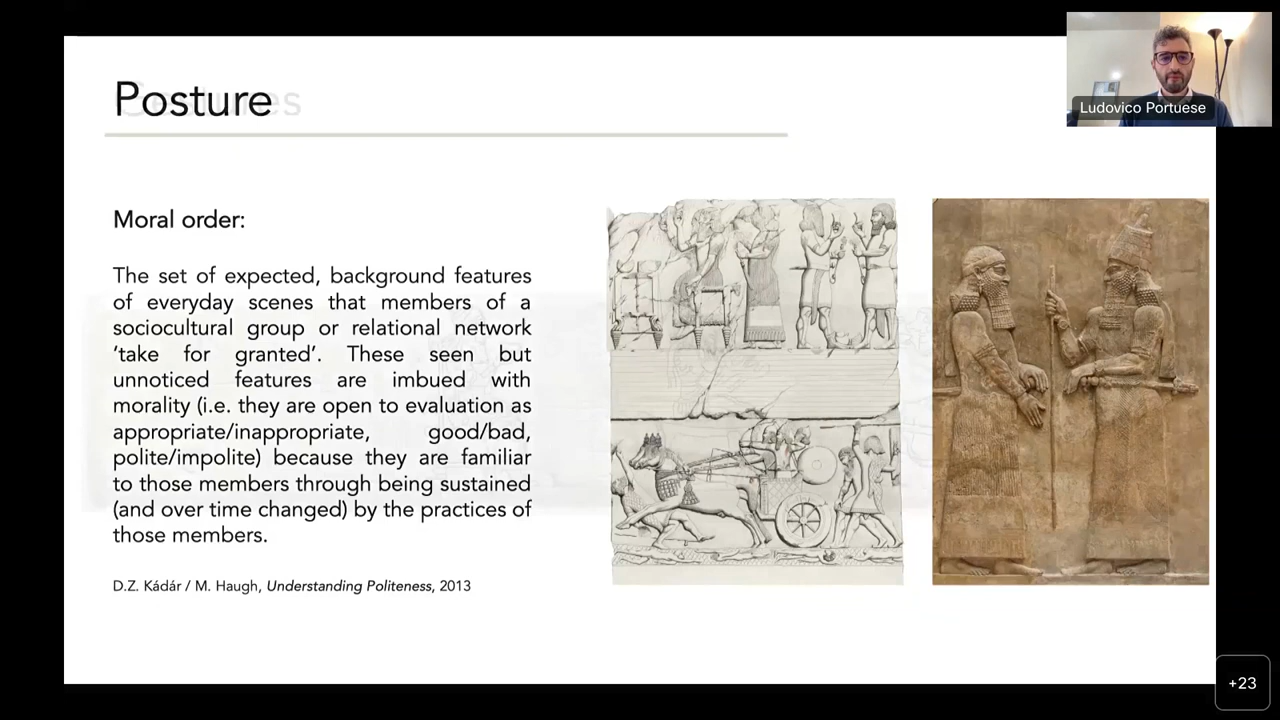 Posture
Ludovico Portuese
Moral order:
The set of expected, background features
of everyday scenes that members of a
sociocultural group or relational network
‘take for granted’. These seen but
unnoticed features are imbued with
morality (i.e. they are open to evaluation as
appropriate/inappropriate, good/bad,
polite/impolite) because they are familiar
to those members through being sustained
(and over time changed) by the practices of
those members.
D.Z. Kádár / M. Haugh, Understanding Politeness, 2013
+23